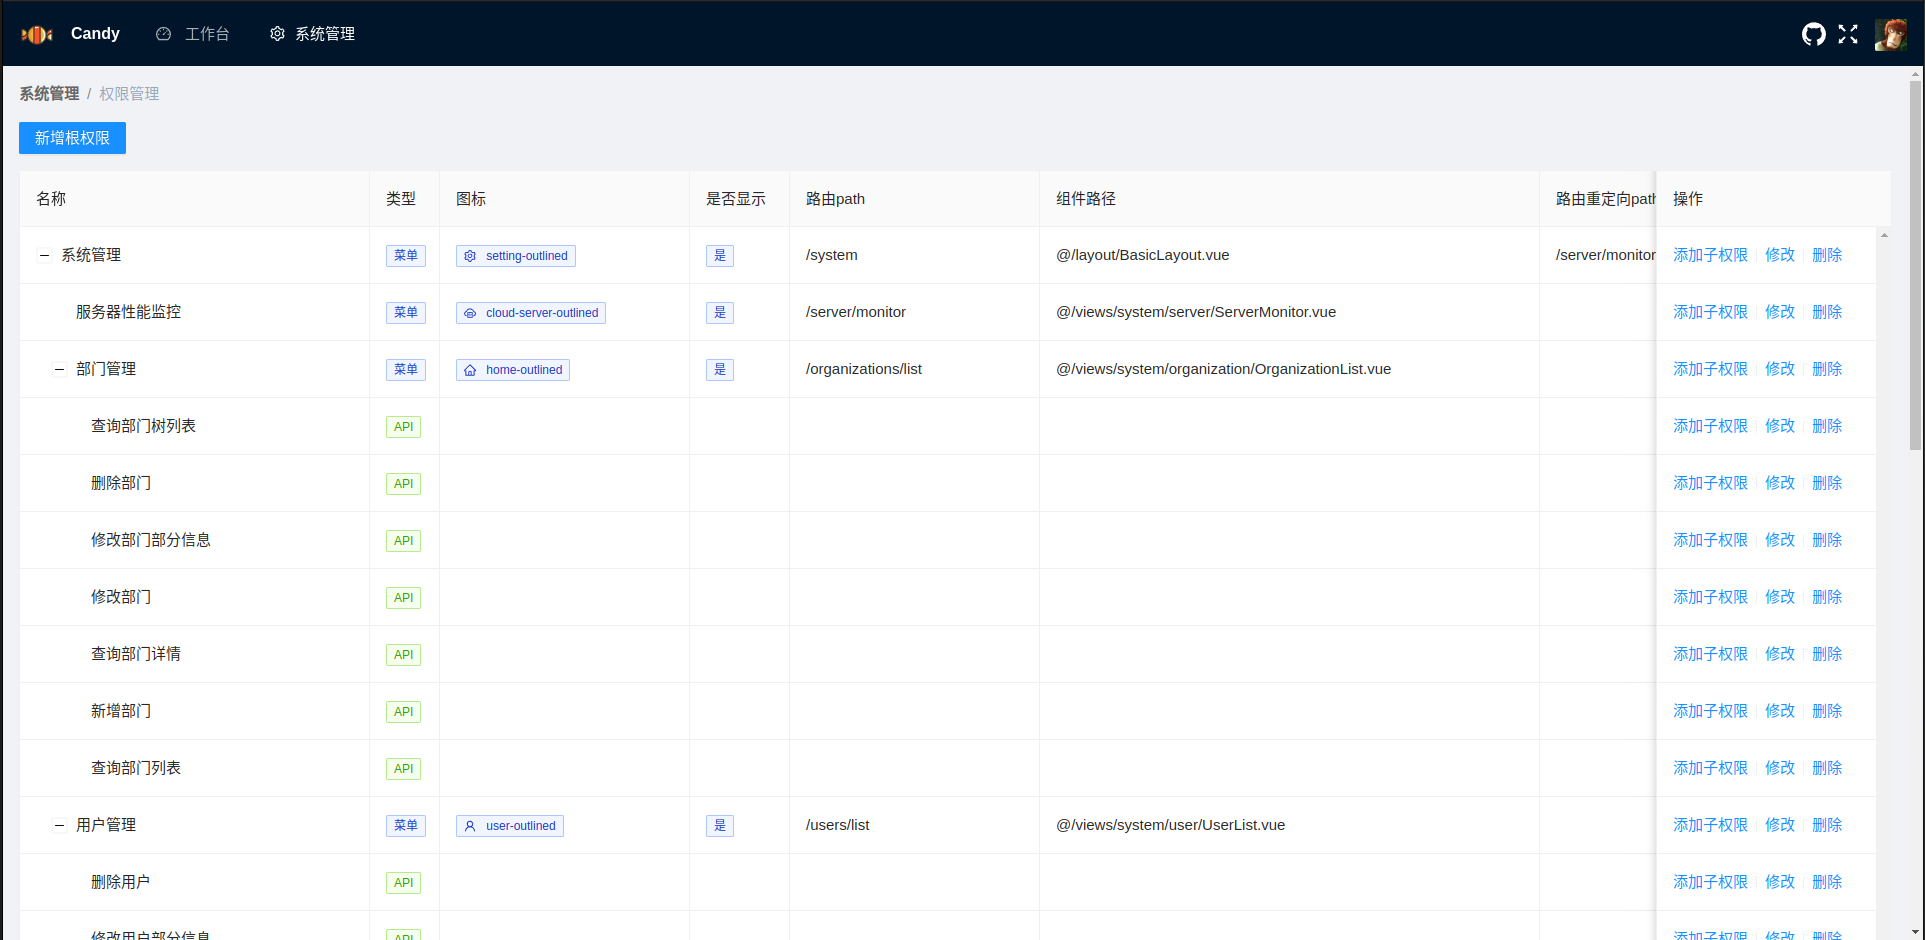 Candy 工作台 系统管理
系统管理 / 权限管理
新增根权限
名称 类型 图标 是否显示 路由path 组件路径 路由重定向path 操作
系统管理 菜单 setting-outlined 是 /system @/layout/BasicLayout.vue /server/monitor 添加子权限 修改 删除
服务器性能监控 菜单 cloud-server-outlined 是 /server/monitor @/views/system/server/ServerMonitor.vue 添加子权限 修改 删除
部门管理 菜单 home-outlined 是 /organizations/list @/views/system/organization/OrganizationList.vue 添加子权限 修改 删除
查询部门树列表 API 添加子权限 修改 删除
删除部门 API 添加子权限 修改 删除
修改部门部分信息 API 添加子权限 修改 删除
修改部门 API 添加子权限 修改 删除
查询部门详情 API 添加子权限 修改 删除
新增部门 API 添加子权限 修改 删除
查询部门列表 API 添加子权限 修改 删除
用户管理 菜单 user-outlined 是 /users/list @/views/system/user/UserList.vue 添加子权限 修改 删除
删除用户 API 添加子权限 修改 删除
修改用户部分信息 API 添加子权限 修改 删除